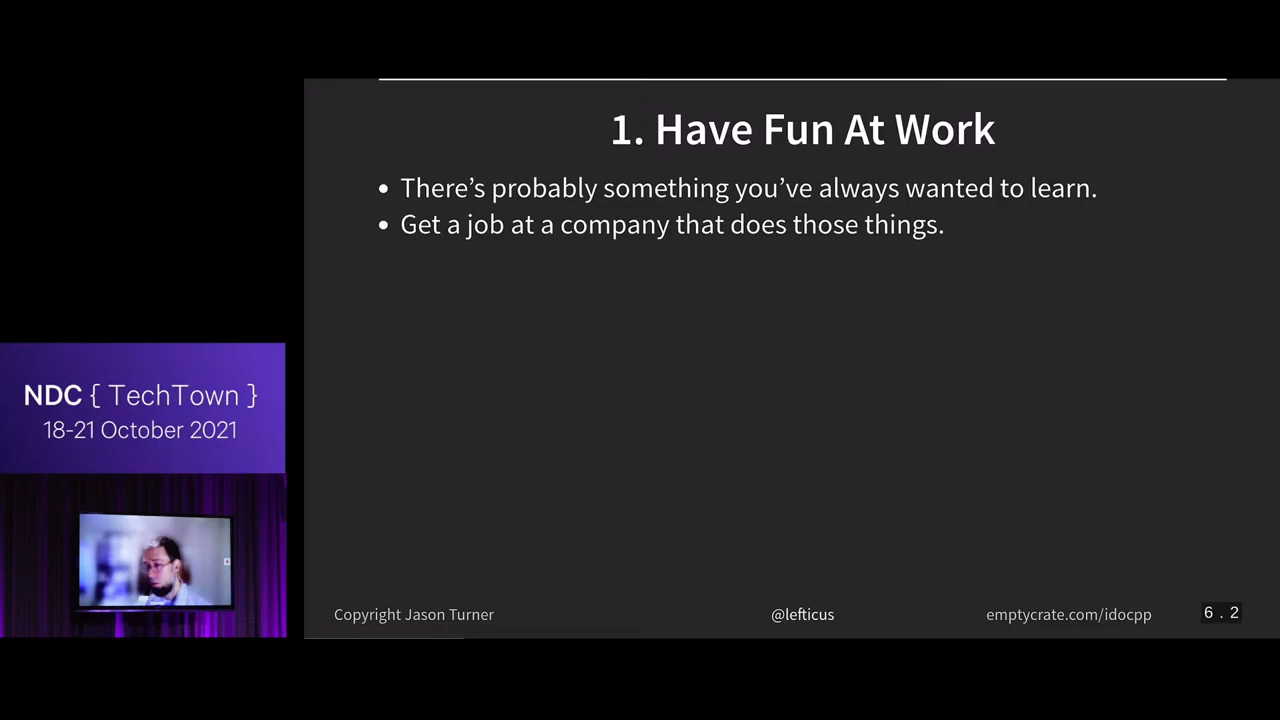 1. Have Fun At Work
• There’s probably something you’ve always wanted to learn.
• Get a job at a company that does those things.
NDC { TechTown }
18-21 October 2021
Copyright Jason Turner
@lefticus
emptycrate.com/idocpp
6 . 2